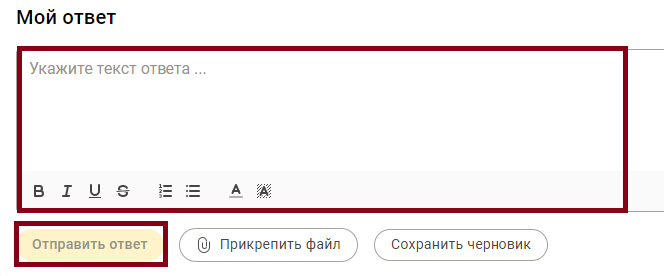 Мой ответ
Укажите текст ответа ...
B I U S A A
Отправить ответ Прикрепить файл Сохранить черновик